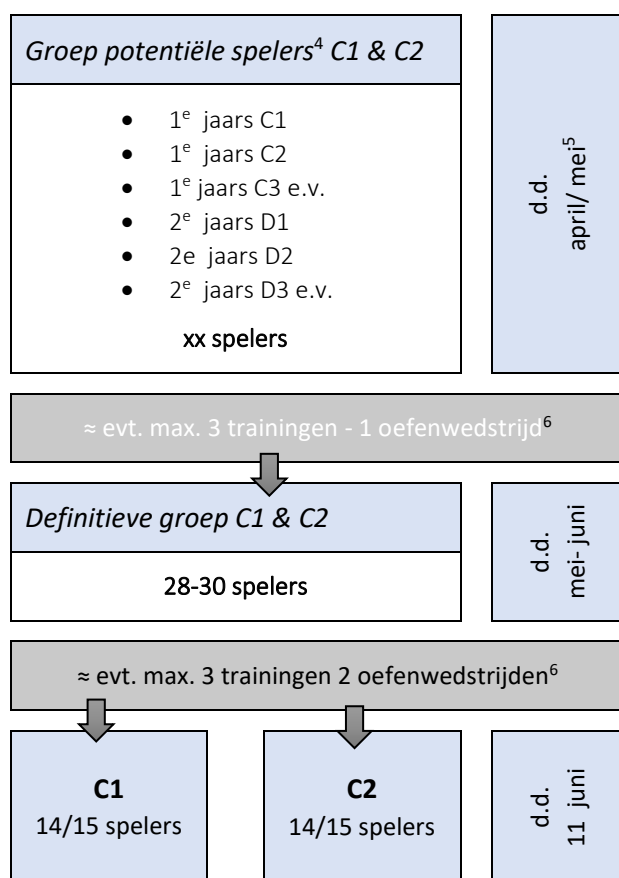 Groep potentiële spelers⁴ C1 & C2
• 1ᵉ jaars C1
• 1ᵉ jaars C2
• 1ᵉ jaars C3 e.v.
• 2ᵉ jaars D1
• 2e jaars D2
• 2ᵉ jaars D3 e.v.
xx spelers
d.d.
april/ mei⁵
≈ evt. max. 3 trainingen - 1 oefenwedstrijd⁶
Definitieve groep C1 & C2
28-30 spelers
d.d.
mei- juni
≈ evt. max. 3 trainingen 2 oefenwedstrijden⁶
C1
14/15 spelers
C2
14/15 spelers
d.d.
11 juni